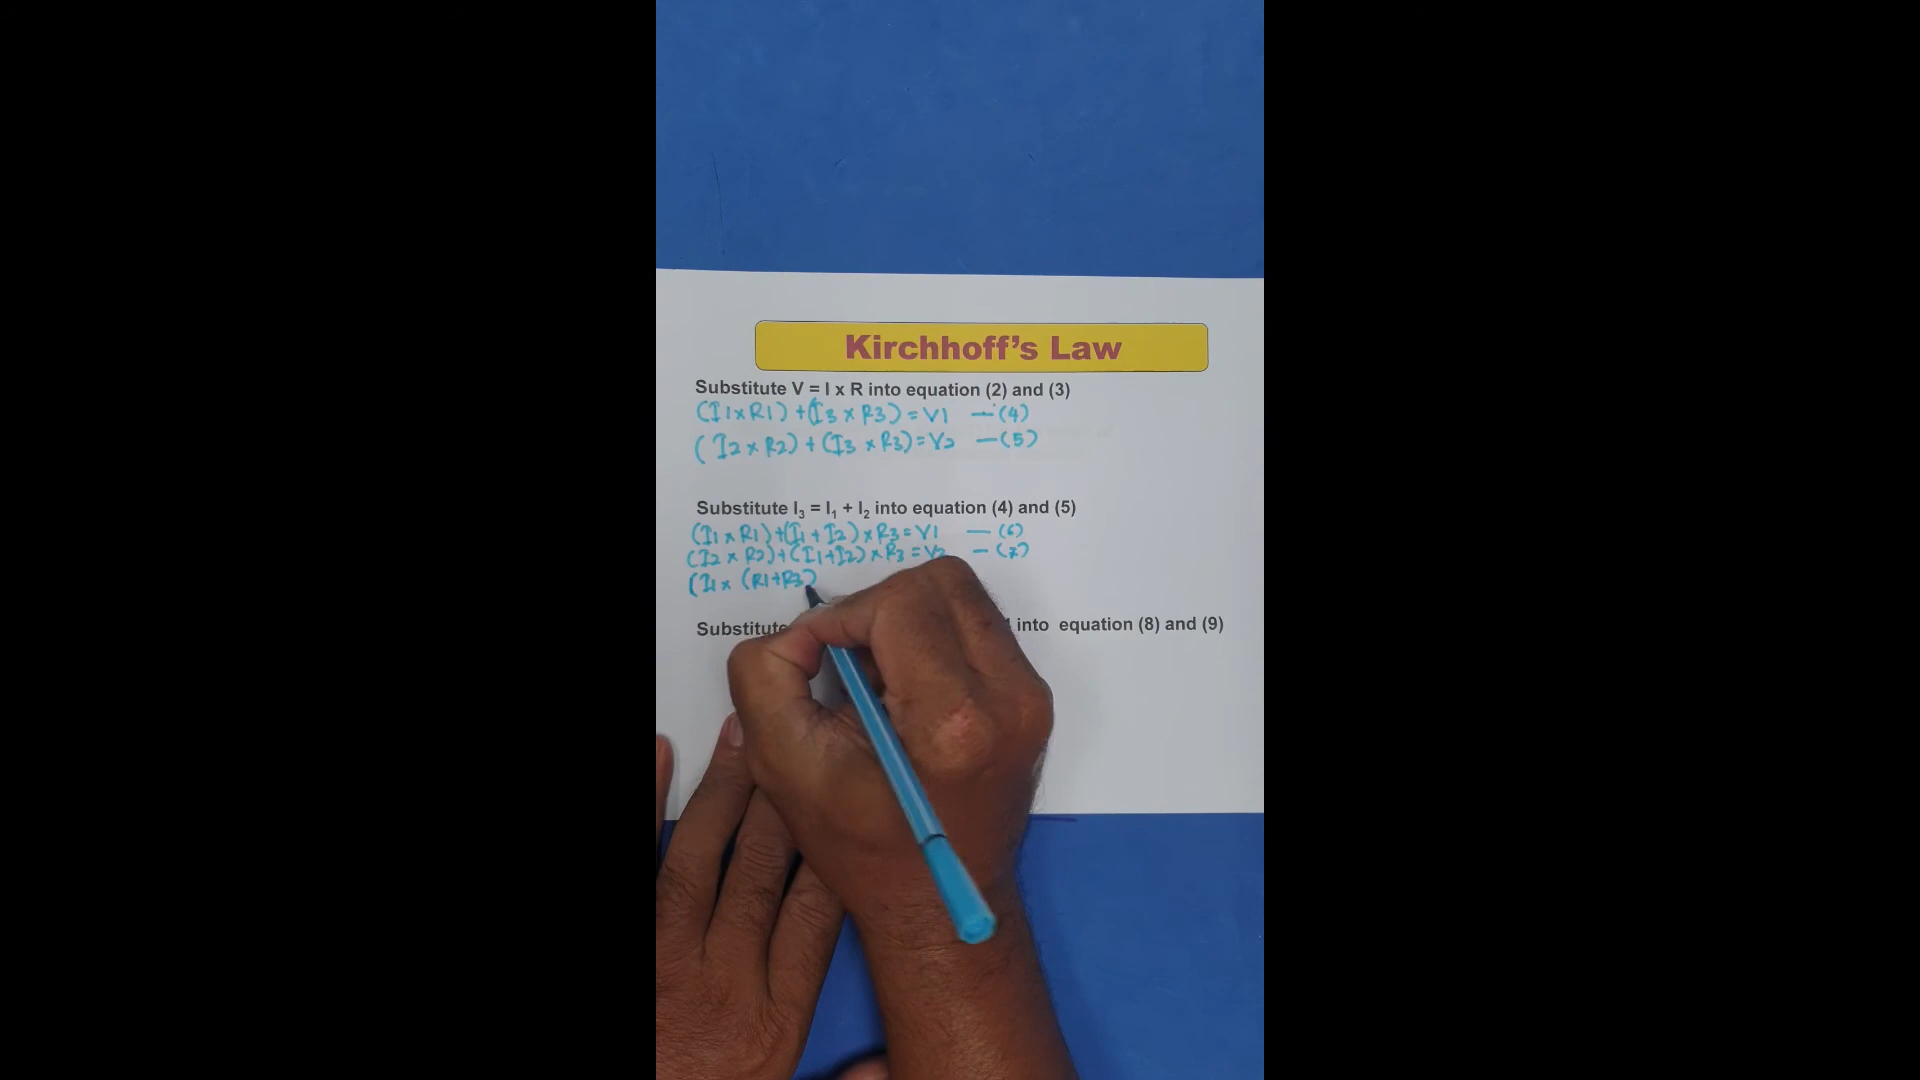 Kirchhoff's Law
Substitute V = I x R into equation (2) and (3)
(I1 x R1) + (I3 x R3) = V1 — (4)
(I2 x R2) + (I3 x R3) = V2 — (5)
Substitute I₃ = I₁ + I₂ into equation (4) and (5)
(I1 x R1) + (I1 + I2) x R3 = V1 — (6)
(I2 x R2) + (I1 + I2) x R3 = V2 — (7)
(I1 x (R1+R3)
Substitute into equation (8) and (9)